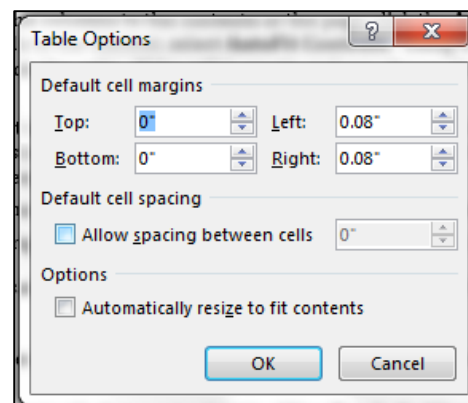 Table Options
Default cell margins
Top: 0" Left: 0.08"
Bottom: 0" Right: 0.08"
Default cell spacing
Allow spacing between cells 0"
Options
Automatically resize to fit contents
OK Cancel